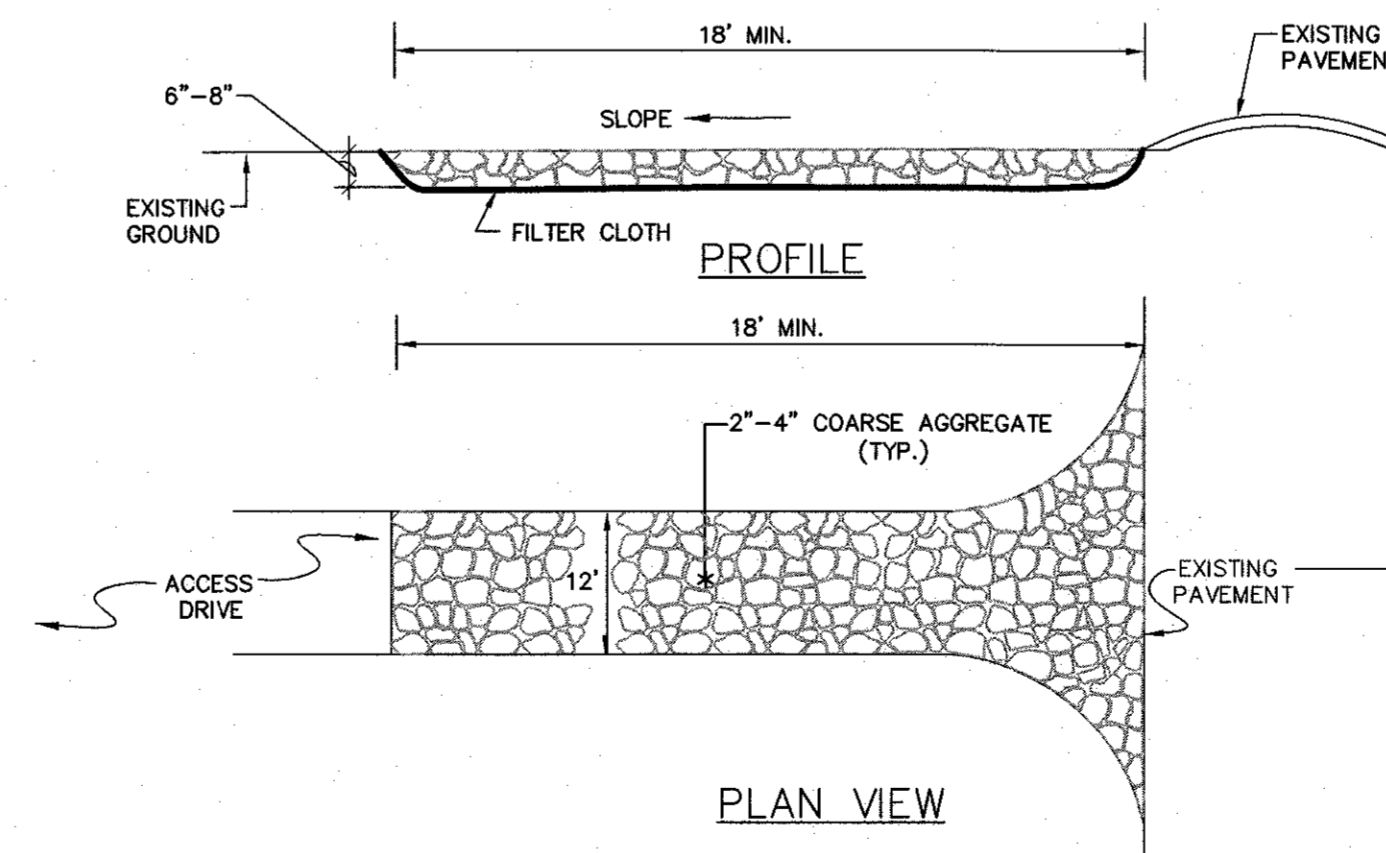 18' MIN.
EXISTING
PAVEMEN
6"-8"
SLOPE
EXISTING
GROUND
FILTER CLOTH
PROFILE
18' MIN.
2"-4" COARSE AGGREGATE
(TYP.)
12'
ACCESS
DRIVE
EXISTING
PAVEMENT
PLAN VIEW